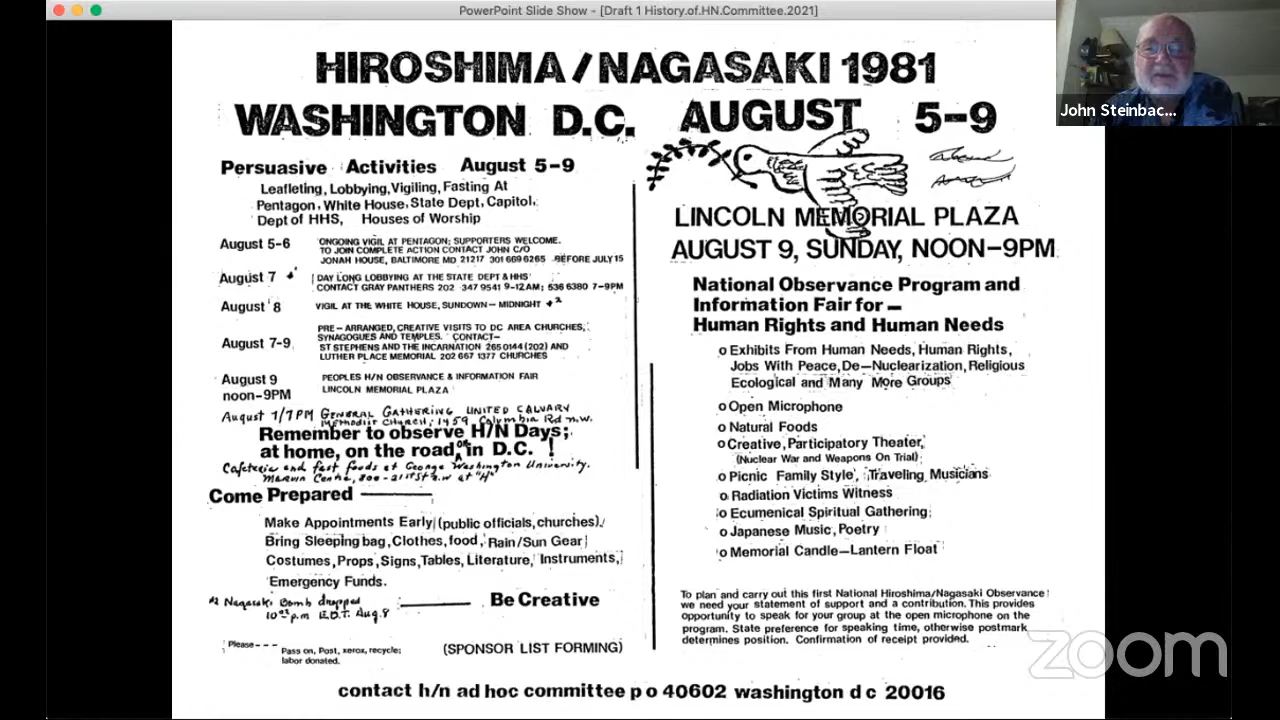 PowerPoint Slide Show - [Draft 1 History.of.HN.Committee.2021]
John Steinbac...
HIROSHIMA/NAGASAKI 1981
WASHINGTON D.C. AUGUST 5-9
Persuasive Activities August 5-9
Leafleting, Lobbying, Vigiling, Fasting At
Pentagon, White House, State Dept, Capitol,
Dept of HHS, Houses of Worship
August 5-6 ONGOING VIGIL AT PENTAGON; SUPPORTERS WELCOME.
TO JOIN COMPLETE ACTION CONTACT JOHN C/O
JONAH HOUSE, BALTIMORE MD 21217 301 669 6265 BEFORE JULY 15
August 7 DAY LONG LOBBYING AT THE STATE DEPT & HHS
CONTACT GRAY PANTHERS 202 347 9541 9-12AM; 536 6380 7-9PM
August 8 VIGIL AT THE WHITE HOUSE, SUNDOWN-MIDNIGHT #2
August 7-9 PRE-ARRANGED, CREATIVE VISITS TO DC AREA CHURCHES,
SYNAGOGUES AND TEMPLES. CONTACT-
ST STEPHENS AND THE INCARNATION 265 0144 (202) AND
LUTHER PLACE MEMORIAL 202 667 1377 CHURCHES
August 9 PEOPLES H/N OBSERVANCE & INFORMATION FAIR
noon-9PM LINCOLN MEMORIAL PLAZA
August 7/7PM GENERAL GATHERING UNITED CALVARY
METHODIST CHURCH, 1459 Columbia Rd n.w.
Remember to observe H/N Days;
at home, on the road, or in D.C. !
Cafeteria and fast foods at George Washington University.
Marvin Center, 800-21st St n.w at "H"
Come Prepared
Make Appointments Early (public officials, churches),
Bring Sleeping bag, Clothes, food, Rain/Sun Gear
Costumes, Props, Signs, Tables, Literature, Instruments,
Emergency Funds.
#2 Nagasaki Bomb dropped
p.m E.D.T. Aug. 8
Be Creative
Please--- Pass on, Post, xerox, recycle;
labor donated.
(SPONSOR LIST FORMING)
LINCOLN MEMORIAL PLAZA
AUGUST 9, SUNDAY, NOON-9PM
National Observance Program and
Information Fair for -
Human Rights and Human Needs
o Exhibits From Human Needs, Human Rights,
Jobs With Peace, De-Nuclearization, Religious
Ecological and Many More Groups
o Open Microphone
o Natural Foods
o Creative, Participatory Theater,
(Nuclear War and Weapons On Trial)
o Picnic Family Style, Traveling Musicians
o Radiation Victims Witness
o Ecumenical Spiritual Gathering
o Japanese Music, Poetry
o Memorial Candle-Lantern Float
To plan and carry out this first National Hiroshima/Nagasaki Observance
we need your statement of support and a contribution. This provides
opportunity to speak for your group at the open microphone on the
program. State preference for speaking time, otherwise postmark
determines position. Confirmation of receipt provided.
contact h/n ad hoc committee p o 40602 washington d c 20016
zoom